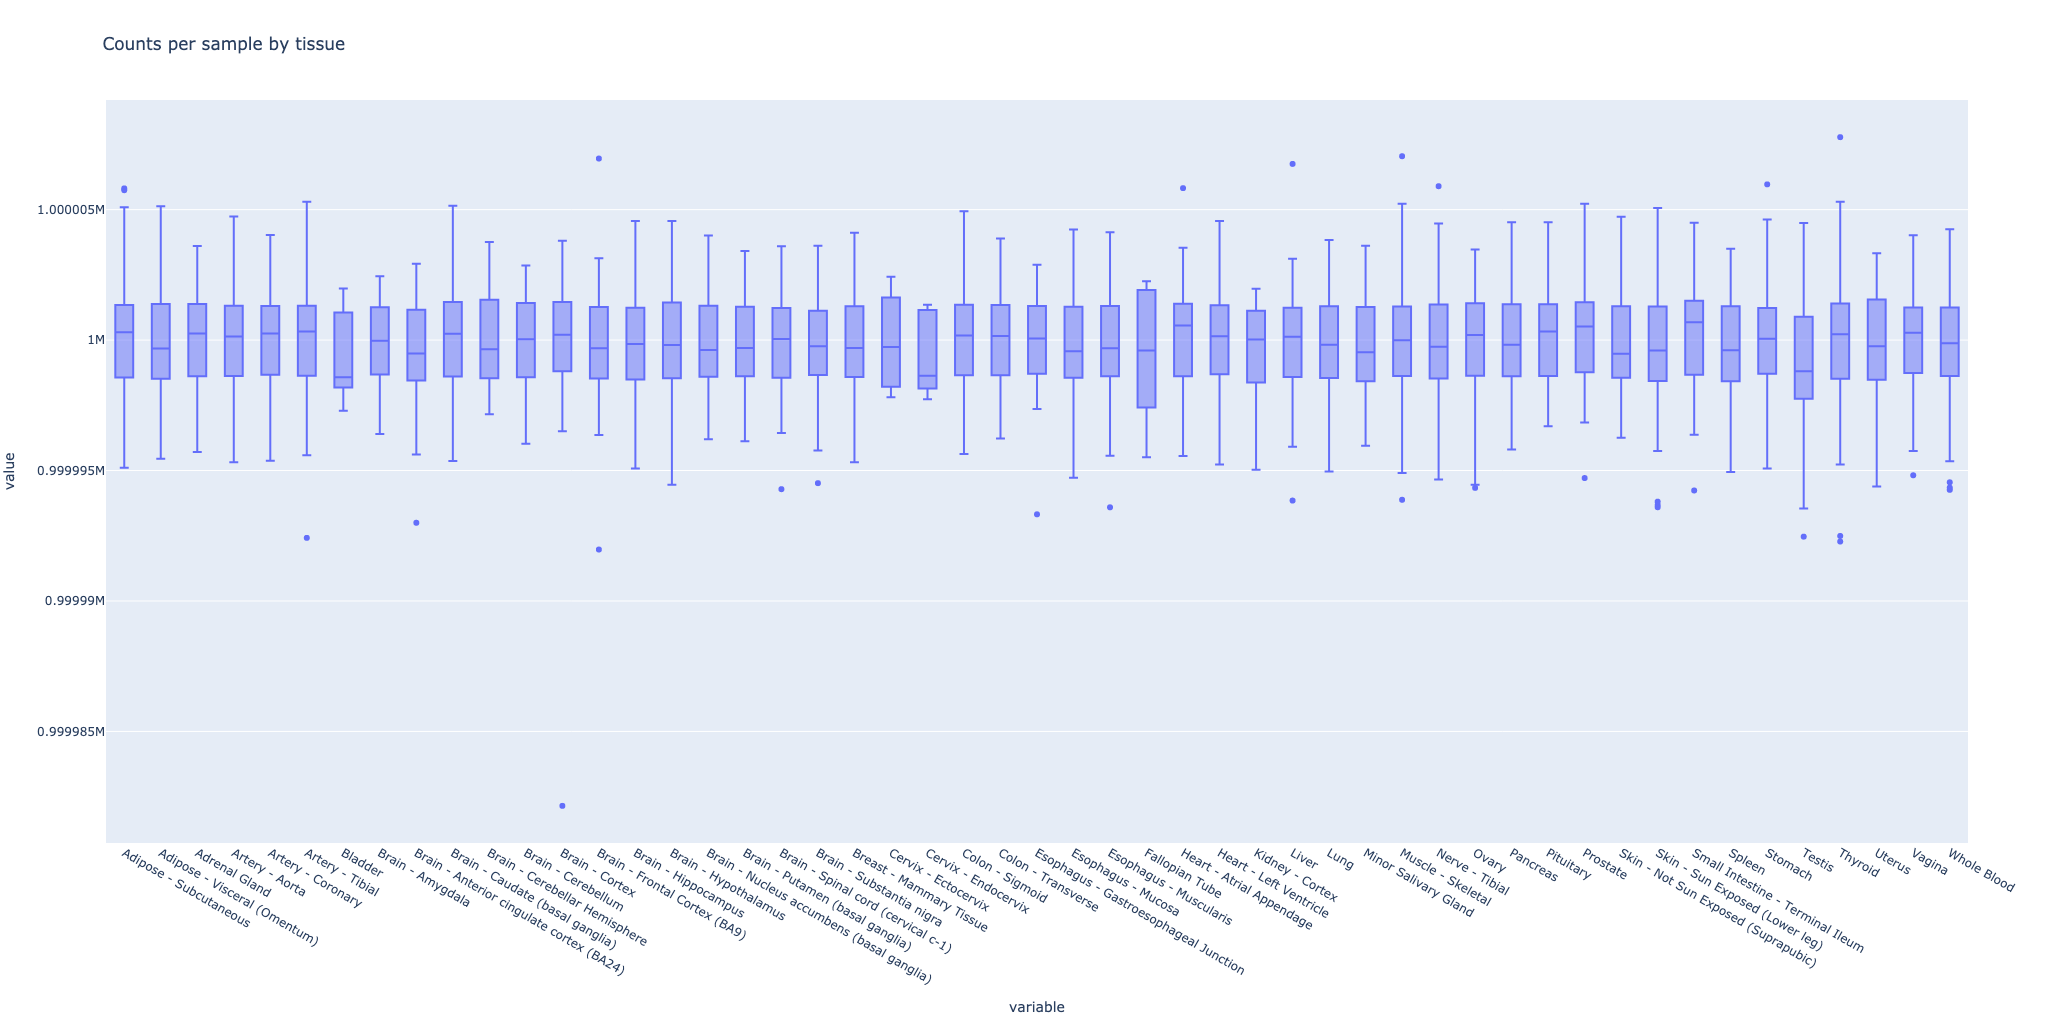 Counts per sample by tissue
1.000005M
1M
0.999995M
0.99999M
0.999985M
value
Adipose - Subcutaneous
Adipose - Visceral (Omentum)
Adrenal Gland
Artery - Aorta
Artery - Coronary
Artery - Tibial
Bladder
Brain - Amygdala
Brain - Anterior cingulate cortex (BA24)
Brain - Caudate (basal ganglia)
Brain - Cerebellar Hemisphere
Brain - Cerebellum
Brain - Cortex
Brain - Frontal Cortex (BA9)
Brain - Hippocampus
Brain - Hypothalamus
Brain - Nucleus accumbens (basal ganglia)
Brain - Putamen (basal ganglia)
Brain - Spinal cord (cervical c-1)
Brain - Substantia nigra
Breast - Mammary Tissue
Cervix - Ectocervix
Cervix - Endocervix
Colon - Sigmoid
Colon - Transverse
Esophagus - Gastroesophageal Junction
Esophagus - Mucosa
Esophagus - Muscularis
Fallopian Tube
Heart - Atrial Appendage
Heart - Left Ventricle
Kidney - Cortex
Liver
Lung
Minor Salivary Gland
Muscle - Skeletal
Nerve - Tibial
Ovary
Pancreas
Pituitary
Prostate
Skin - Not Sun Exposed (Suprapubic)
Skin - Sun Exposed (Lower leg)
Small Intestine - Terminal Ileum
Spleen
Stomach
Testis
Thyroid
Uterus
Vagina
Whole Blood
variable